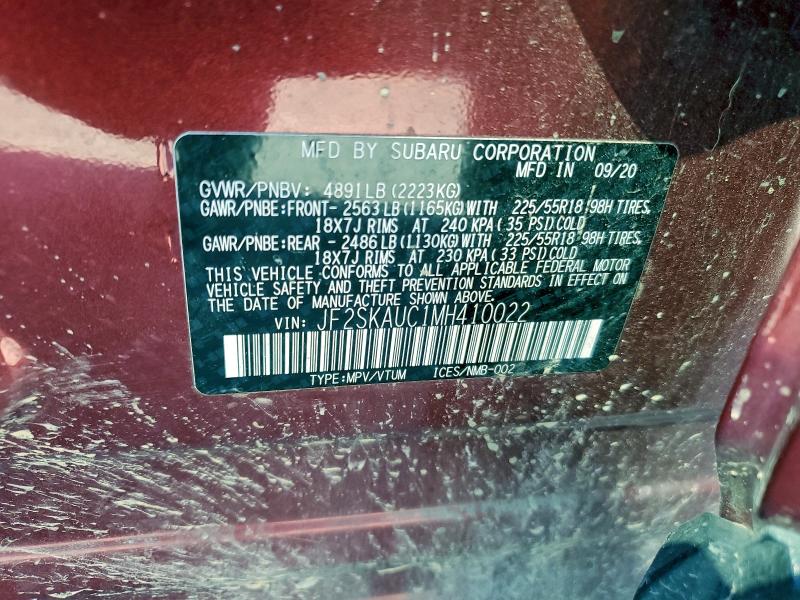 MFD BY SUBARU CORPORATION
MFD IN 09/20
GVWR/PNBV: 4891LB(2223KG)
GAWR/PNBE:FRONT- 2563LB(1165KG)WITH 225/55R18 98H TIRES,
18X7J RIMS AT 240 KPA( 35 PSI)COLD
GAWR/PNBE:REAR - 2486LB(1130KG)WITH 225/55R18 98H TIRES,
18X7J RIMS AT 230 KPA( 33 PSI)COLD
THIS VEHICLE CONFORMS TO ALL APPLICABLE FEDERAL MOTOR
VEHICLE SAFETY AND THEFT PREVENTION STANDARDS IN EFFECT ON
THE DATE OF MANUFACTURE SHOWN ABOVE.
VIN: JF2SKAUC1MH410022
TYPE:MPV/VTUM ICES/NMB-002